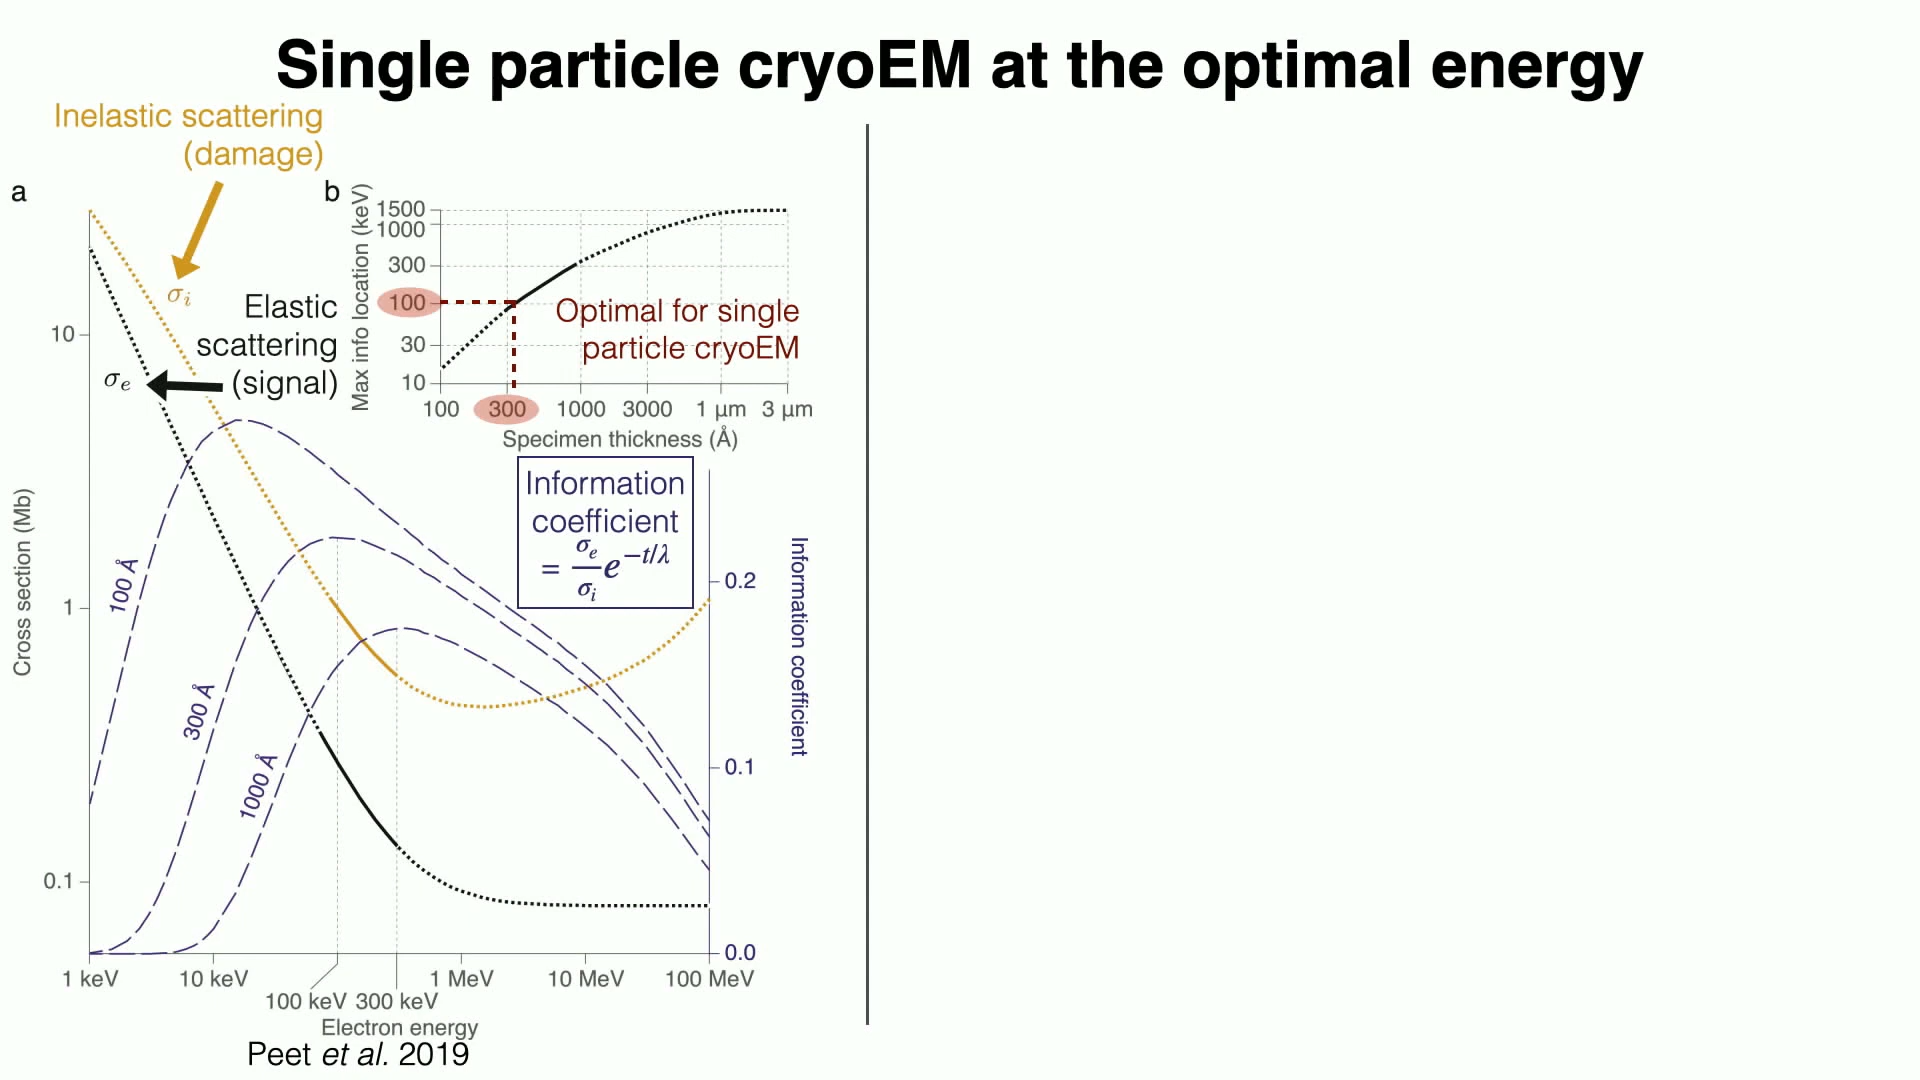 Single particle cryoEM at the optimal energy
Inelastic scattering
(damage)
a
σi
Elastic
scattering
(signal)
σe
10
1
0.1
Cross section (Mb)
100 Å
300 Å
1000 Å
1 keV
10 keV
100 keV
300 keV
1 MeV
10 MeV
100 MeV
Electron energy
0.2
0.1
0.0
Information coefficient
Information
coefficient
= σe/σi e−t/λ
b
Max info location (keV)
1500
1000
300
100
30
10
Optimal for single
particle cryoEM
100
300
1000
3000
1 µm
3 µm
Specimen thickness (Å)
Peet et al. 2019